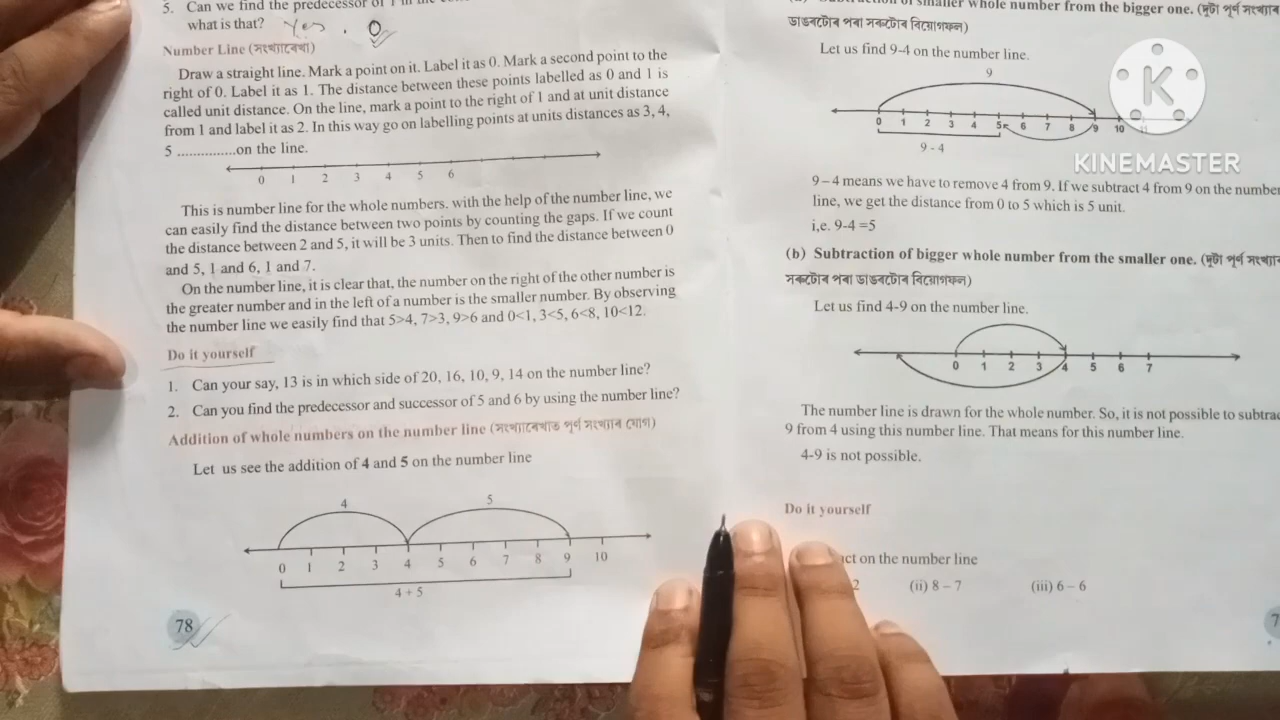 5. Can we find the predecessor of 1 in the
what is that? Yes, 0
Number Line (সংখ্যাৰেখা)
Draw a straight line. Mark a point on it. Label it as 0. Mark a second point to the
right of 0. Label it as 1. The distance between these points labelled as 0 and 1 is
called unit distance. On the line, mark a point to the right of 1 and at unit distance
from 1 and label it as 2. In this way go on labelling points at units distances as 3, 4,
5 ...............on the line.
0 1 2 3 4 5 6
This is number line for the whole numbers. with the help of the number line, we
can easily find the distance between two points by counting the gaps. If we count
the distance between 2 and 5, it will be 3 units. Then to find the distance between 0
and 5, 1 and 6, 1 and 7.
On the number line, it is clear that, the number on the right of the other number is
the greater number and in the left of a number is the smaller number. By observing
the number line we easily find that 5>4, 7>3, 9>6 and 0<1, 3<5, 6<8, 10<12.
Do it yourself
1. Can your say, 13 is in which side of 20, 16, 10, 9, 14 on the number line?
2. Can you find the predecessor and successor of 5 and 6 by using the number line?
Addition of whole numbers on the number line (সংখ্যাৰেখাত পূৰ্ণ সংখ্যাৰ যোগ)
Let us see the addition of 4 and 5 on the number line
4 5
0 1 2 3 4 5 6 7 8 9 10
4 + 5
78
of smaller whole number from the bigger one. (দুটা পূৰ্ণ সংখ্যাৰ
ডাঙৰটোৰ পৰা সৰুটোৰ বিয়োগফল)
Let us find 9-4 on the number line.
9
0 1 2 3 4 5 6 7 8 9 10
9 - 4
9 – 4 means we have to remove 4 from 9. If we subtract 4 from 9 on the number
line, we get the distance from 0 to 5 which is 5 unit.
i,e. 9-4 =5
(b) Subtraction of bigger whole number from the smaller one. (দুটা পূৰ্ণ সংখ্যাৰ
সৰুটোৰ পৰা ডাঙৰটোৰ বিয়োগফল)
Let us find 4-9 on the number line.
0 1 2 3 4 5 6 7
The number line is drawn for the whole number. So, it is not possible to
9 from 4 using this number line. That means for this number line.
4-9 is not possible.
Do it yourself
on the number line
2 (ii) 8 – 7 (iii) 6 – 6
K
KINEMASTER